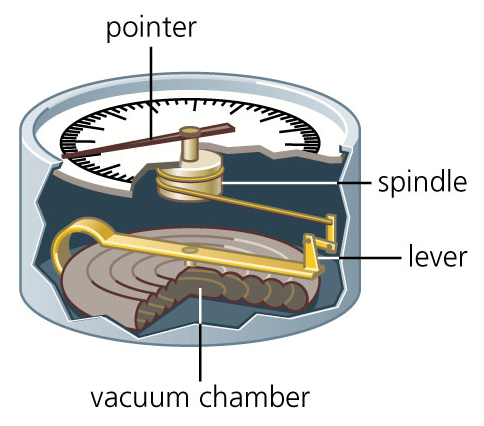 pointer
spindle
lever
vacuum chamber